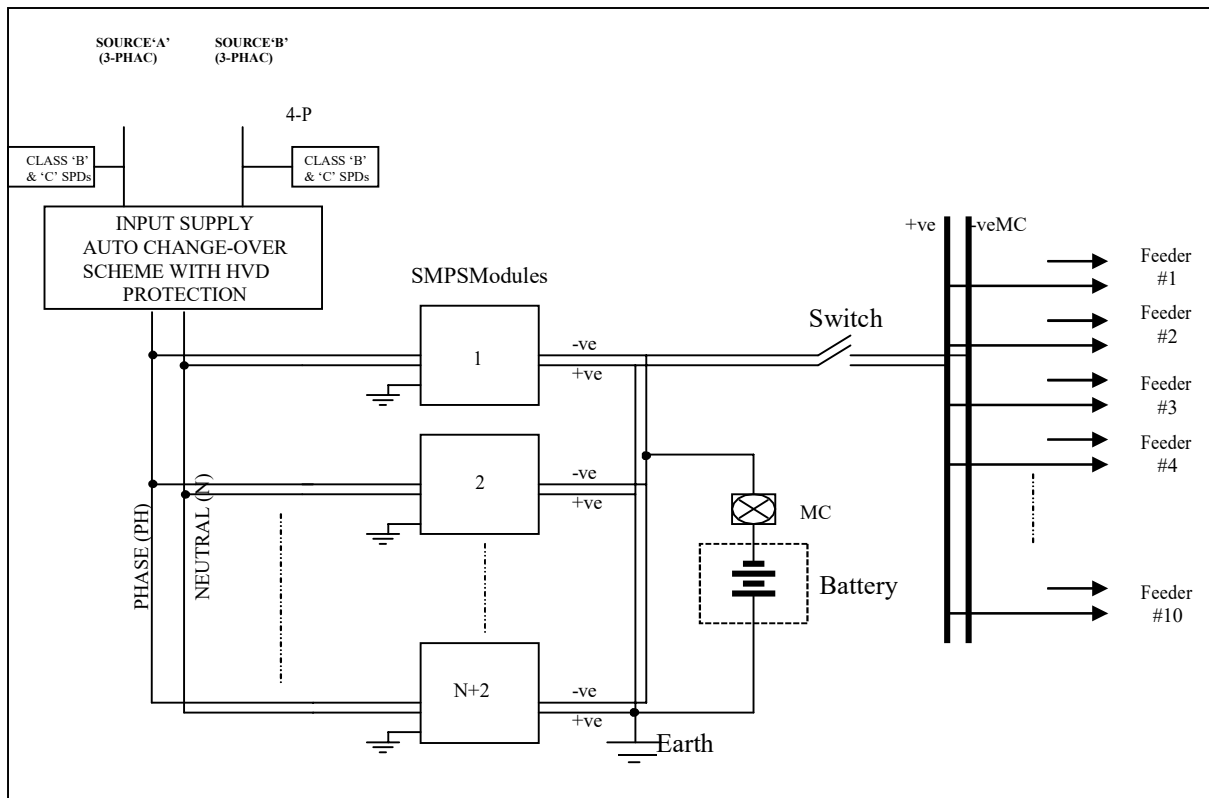 SOURCE‘A’ SOURCE‘B’
(3-PHAC) (3-PHAC)
4-P
CLASS ‘B’
& ‘C’ SPDs
CLASS ‘B’
& ‘C’ SPDs
INPUT SUPPLY
AUTO CHANGE-OVER
SCHEME WITH HVD
PROTECTION
SMPSModules
+ve
-veMC
Feeder
#1
Feeder
#2
Feeder
#3
Feeder
#4
Feeder
#10
Switch
1
-ve
+ve
2
-ve
+ve
PHASE (PH)
NEUTRAL (N)
MC
Battery
N+2
-ve
+ve
Earth